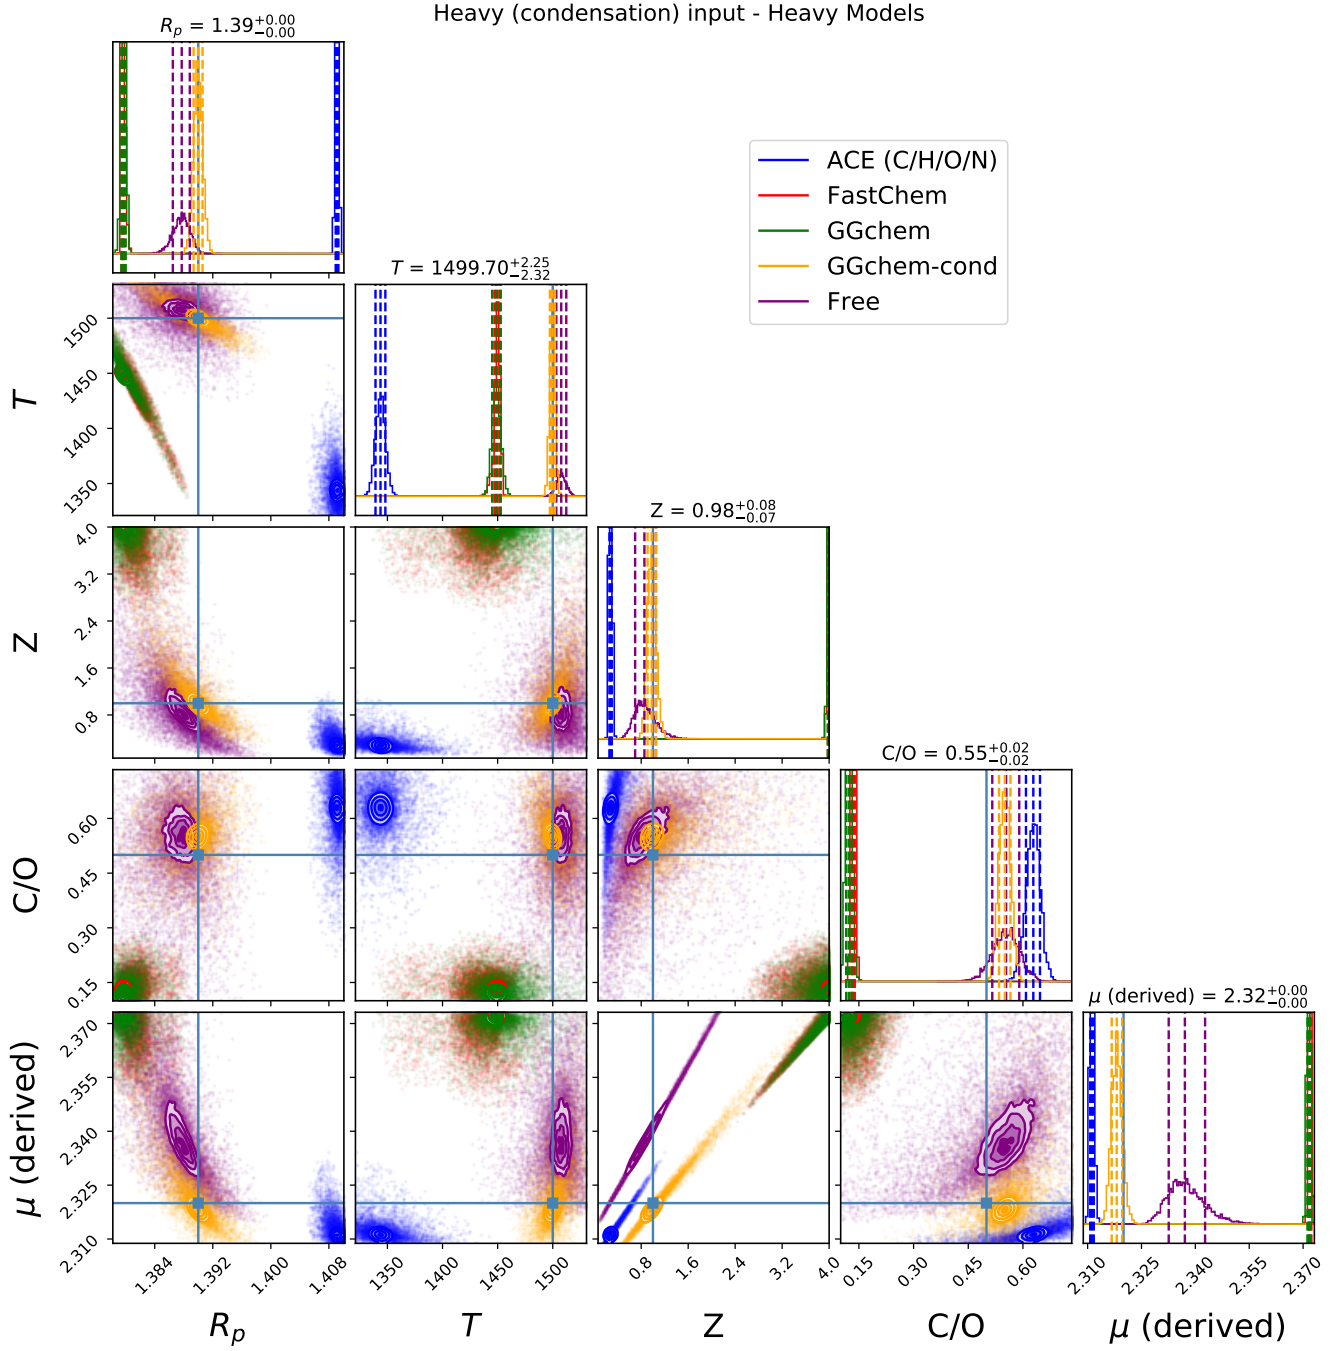 Heavy (condensation) input - Heavy Models
R_p = 1.39^{+0.00}_{-0.00}
ACE (C/H/O/N)
FastChem
GGchem
GGchem-cond
Free
T = 1499.70^{+2.25}_{-2.32}
1500
1450
1400
1350
T
Z = 0.98^{+0.08}_{-0.07}
4.0
3.2
2.4
1.6
0.8
Z
C/O = 0.55^{+0.02}_{-0.02}
0.60
0.45
0.30
0.15
C/O
μ (derived) = 2.32^{+0.00}_{-0.00}
2.370
2.355
2.340
2.325
2.310
μ (derived)
1.384 1.392 1.400 1.408
1350 1400 1450 1500
0.8 1.6 2.4 3.2 4.0
0.15 0.30 0.45 0.60
2.310 2.325 2.340 2.355 2.370
R_p T Z C/O μ (derived)